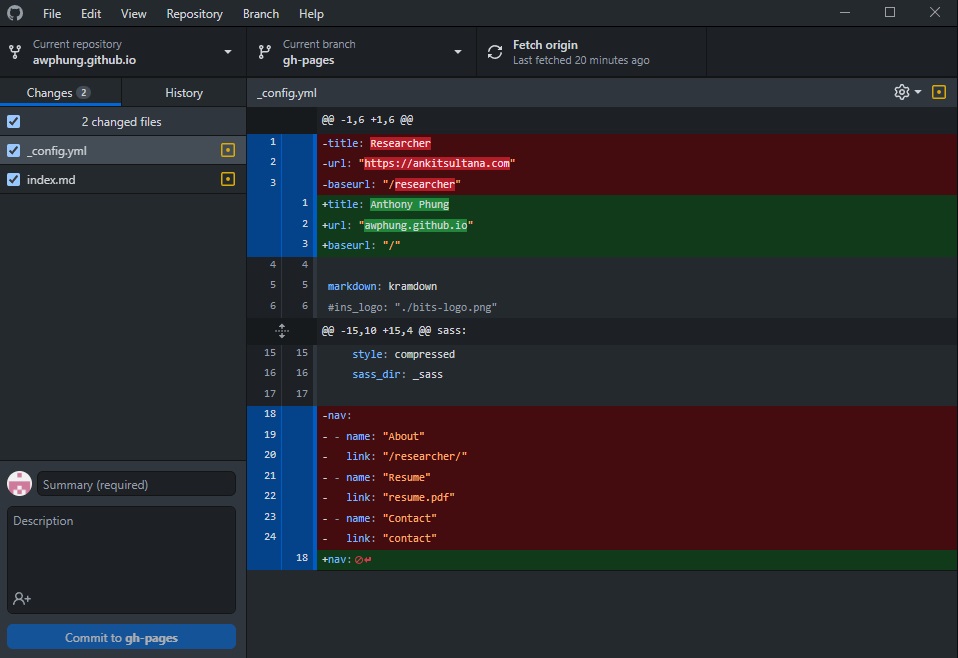 File Edit View Repository Branch Help
Current repository
awphung.github.io
Current branch
gh-pages
Fetch origin
Last fetched 20 minutes ago
Changes 2
History
2 changed files
_config.yml
index.md
Summary (required)
Description
Commit to gh-pages
_config.yml
@@ -1,6 +1,6 @@
1 -title: Researcher
2 -url: "https://ankitsultana.com"
3 -baseurl: "/researcher"
1 +title: Anthony Phung
2 +url: "awphung.github.io"
3 +baseurl: "/"
4 4
5 5 markdown: kramdown
6 6 #ins_logo: "./bits-logo.png"
@@ -15,10 +15,4 @@ sass:
15 15 style: compressed
16 16 sass_dir: _sass
17 17
18 -nav:
19 - - name: "About"
20 - link: "/researcher/"
21 - - name: "Resume"
22 - link: "resume.pdf"
23 - - name: "Contact"
24 - link: "contact"
18 +nav: